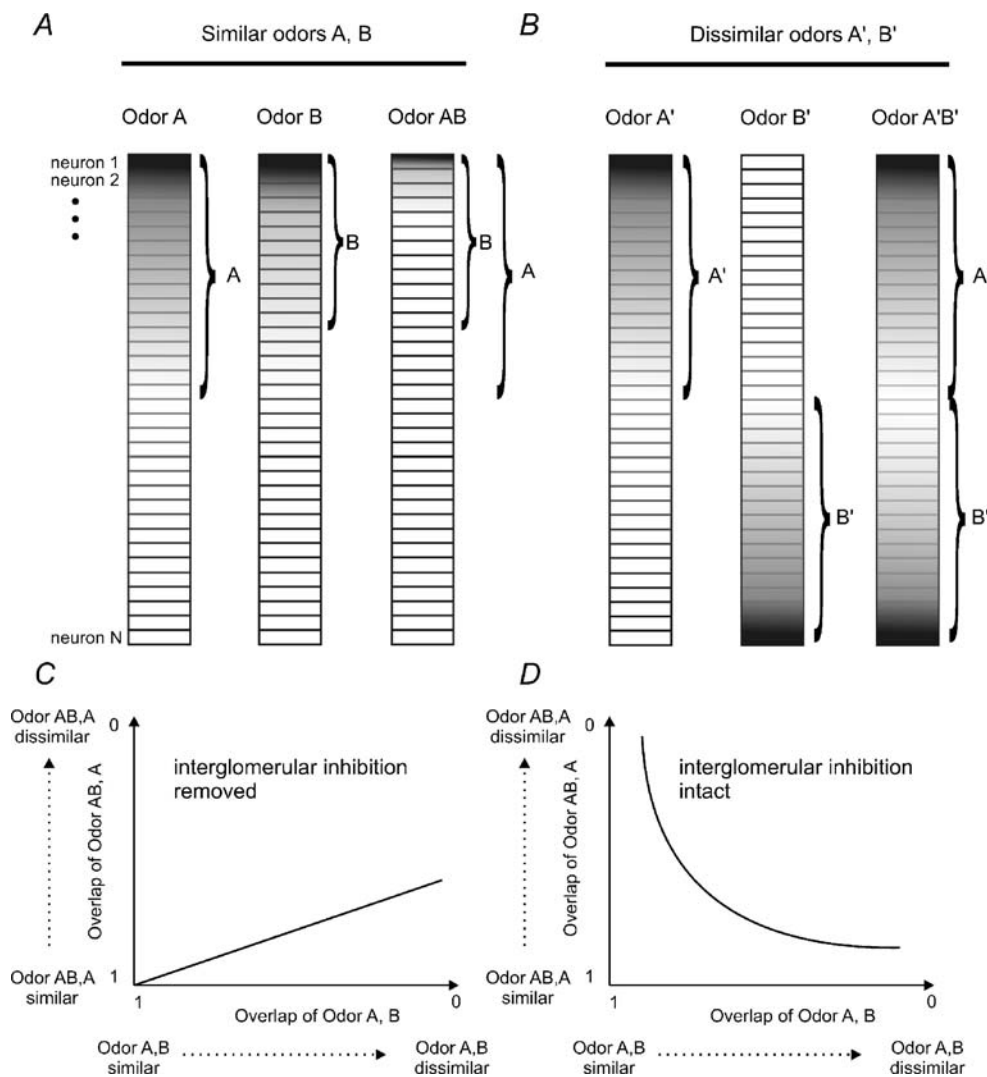 A
Similar odors A, B
Odor A
Odor B
Odor AB
neuron 1
neuron 2
A
B
B
A
neuron N
B
Dissimilar odors A', B'
Odor A'
Odor B'
Odor A'B'
A'
B'
A
B'
C
Odor AB,A
dissimilar
0
Overlap of Odor AB, A
interglomerular inhibition
removed
Odor AB,A
similar
1
1
0
Overlap of Odor A, B
Odor A,B
similar
Odor A,B
dissimilar
D
Odor AB,A
dissimilar
0
Overlap of Odor AB, A
interglomerular inhibition
intact
Odor AB,A
similar
1
1
0
Overlap of Odor A, B
Odor A,B
similar
Odor A,B
dissimilar